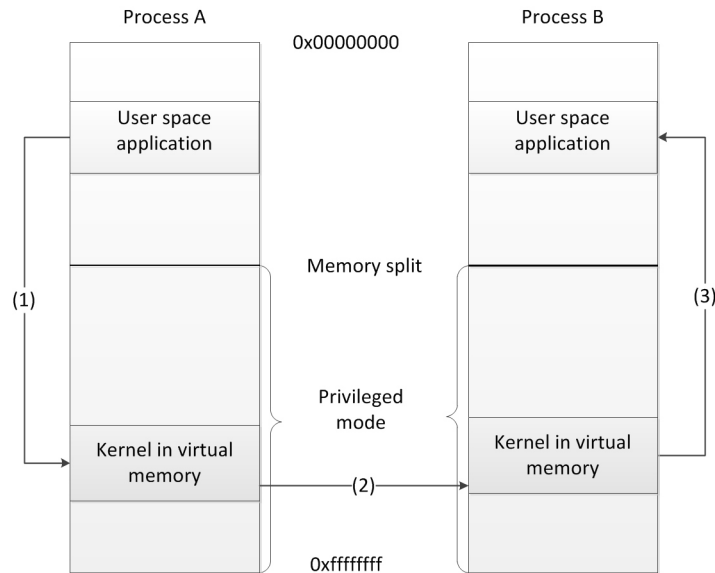 Process A
Process B
0x00000000
User space
application
User space
application
Memory split
(1)
(3)
Privileged
mode
Kernel in virtual
memory
Kernel in virtual
memory
(2)
0xffffffff